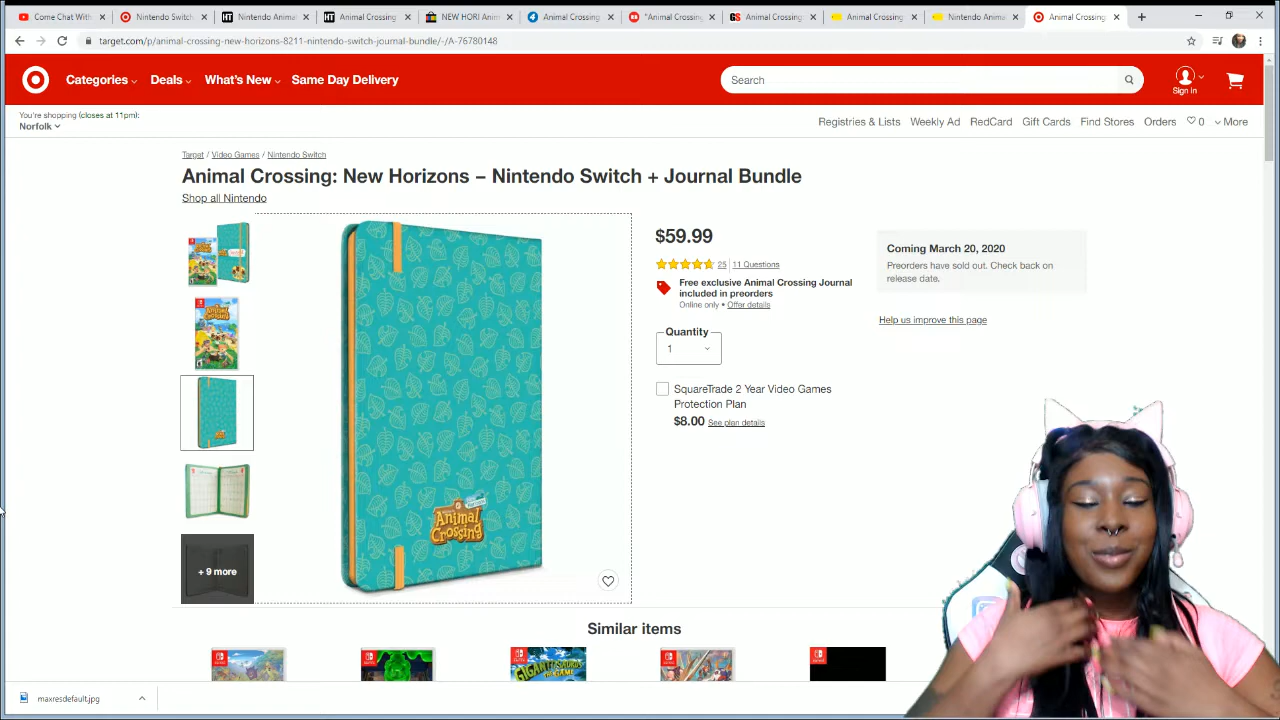 Come Chat With
Nintendo Switch
Nintendo Animal
Animal Crossing
NEW HORI Anim
Animal Crossing
"Animal Crossing
Animal Crossing:
Animal Crossing
Nintendo Anima
Animal Crossing
target.com/p/animal-crossing-new-horizons-8211-nintendo-switch-journal-bundle/-/A-76780148
Categories Deals What's New Same Day Delivery Search Sign In
You're shopping (closes at 11pm):
Norfolk
Registries & Lists Weekly Ad RedCard Gift Cards Find Stores Orders 0 More
Target / Video Games / Nintendo Switch
Animal Crossing: New Horizons – Nintendo Switch + Journal Bundle
Shop all Nintendo
$59.99
25 11 Questions
Free exclusive Animal Crossing Journal
included in preorders
Online only • Offer details
Quantity
1
SquareTrade 2 Year Video Games
Protection Plan
$8.00 See plan details
Coming March 20, 2020
Preorders have sold out. Check back on
release date.
Help us improve this page
Animal
Crossing
+ 9 more
Similar items
GIGANTOSAURUS
THE GAME
maxresdefault.jpg